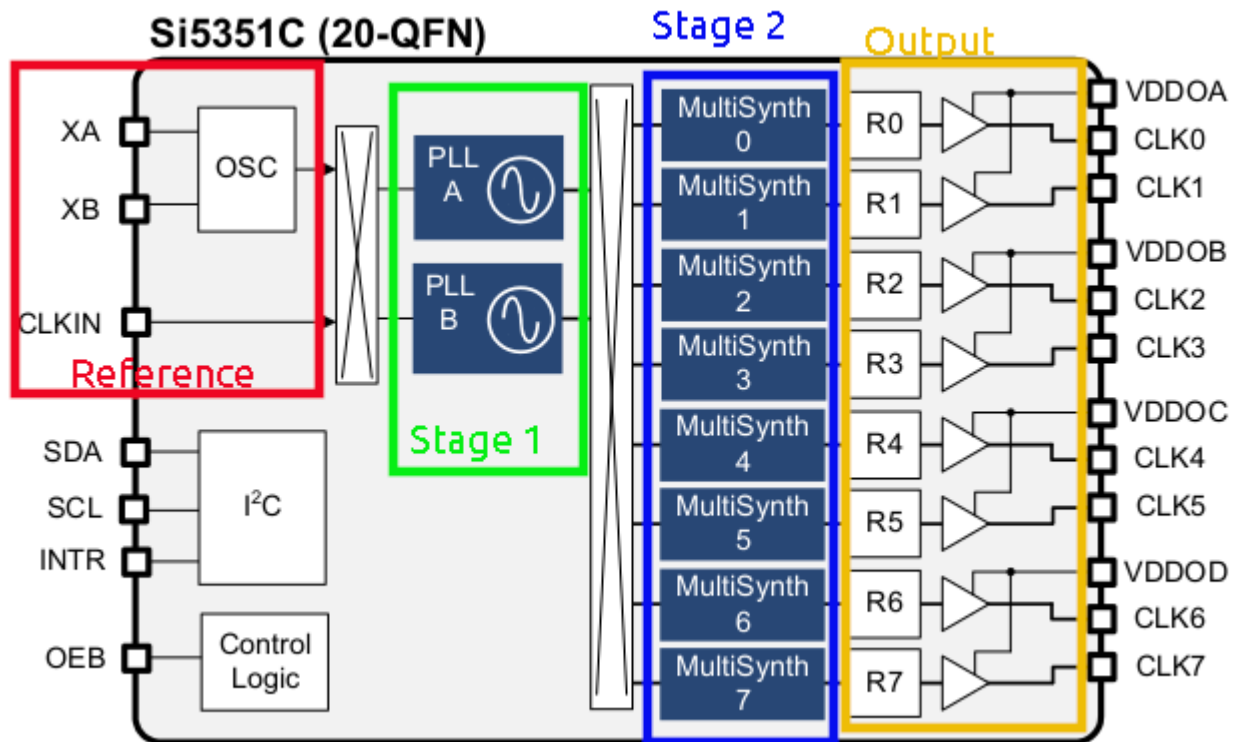 Si5351C (20-QFN)
Stage 2
Output
XA
XB
CLKIN
OSC
Reference
PLL
A
PLL
B
Stage 1
SDA
SCL
INTR
I²C
OEB
Control
Logic
MultiSynth
0
MultiSynth
1
MultiSynth
2
MultiSynth
3
MultiSynth
4
MultiSynth
5
MultiSynth
6
MultiSynth
7
R0
R1
R2
R3
R4
R5
R6
R7
VDDOA
CLK0
CLK1
VDDOB
CLK2
CLK3
VDDOC
CLK4
CLK5
VDDOD
CLK6
CLK7